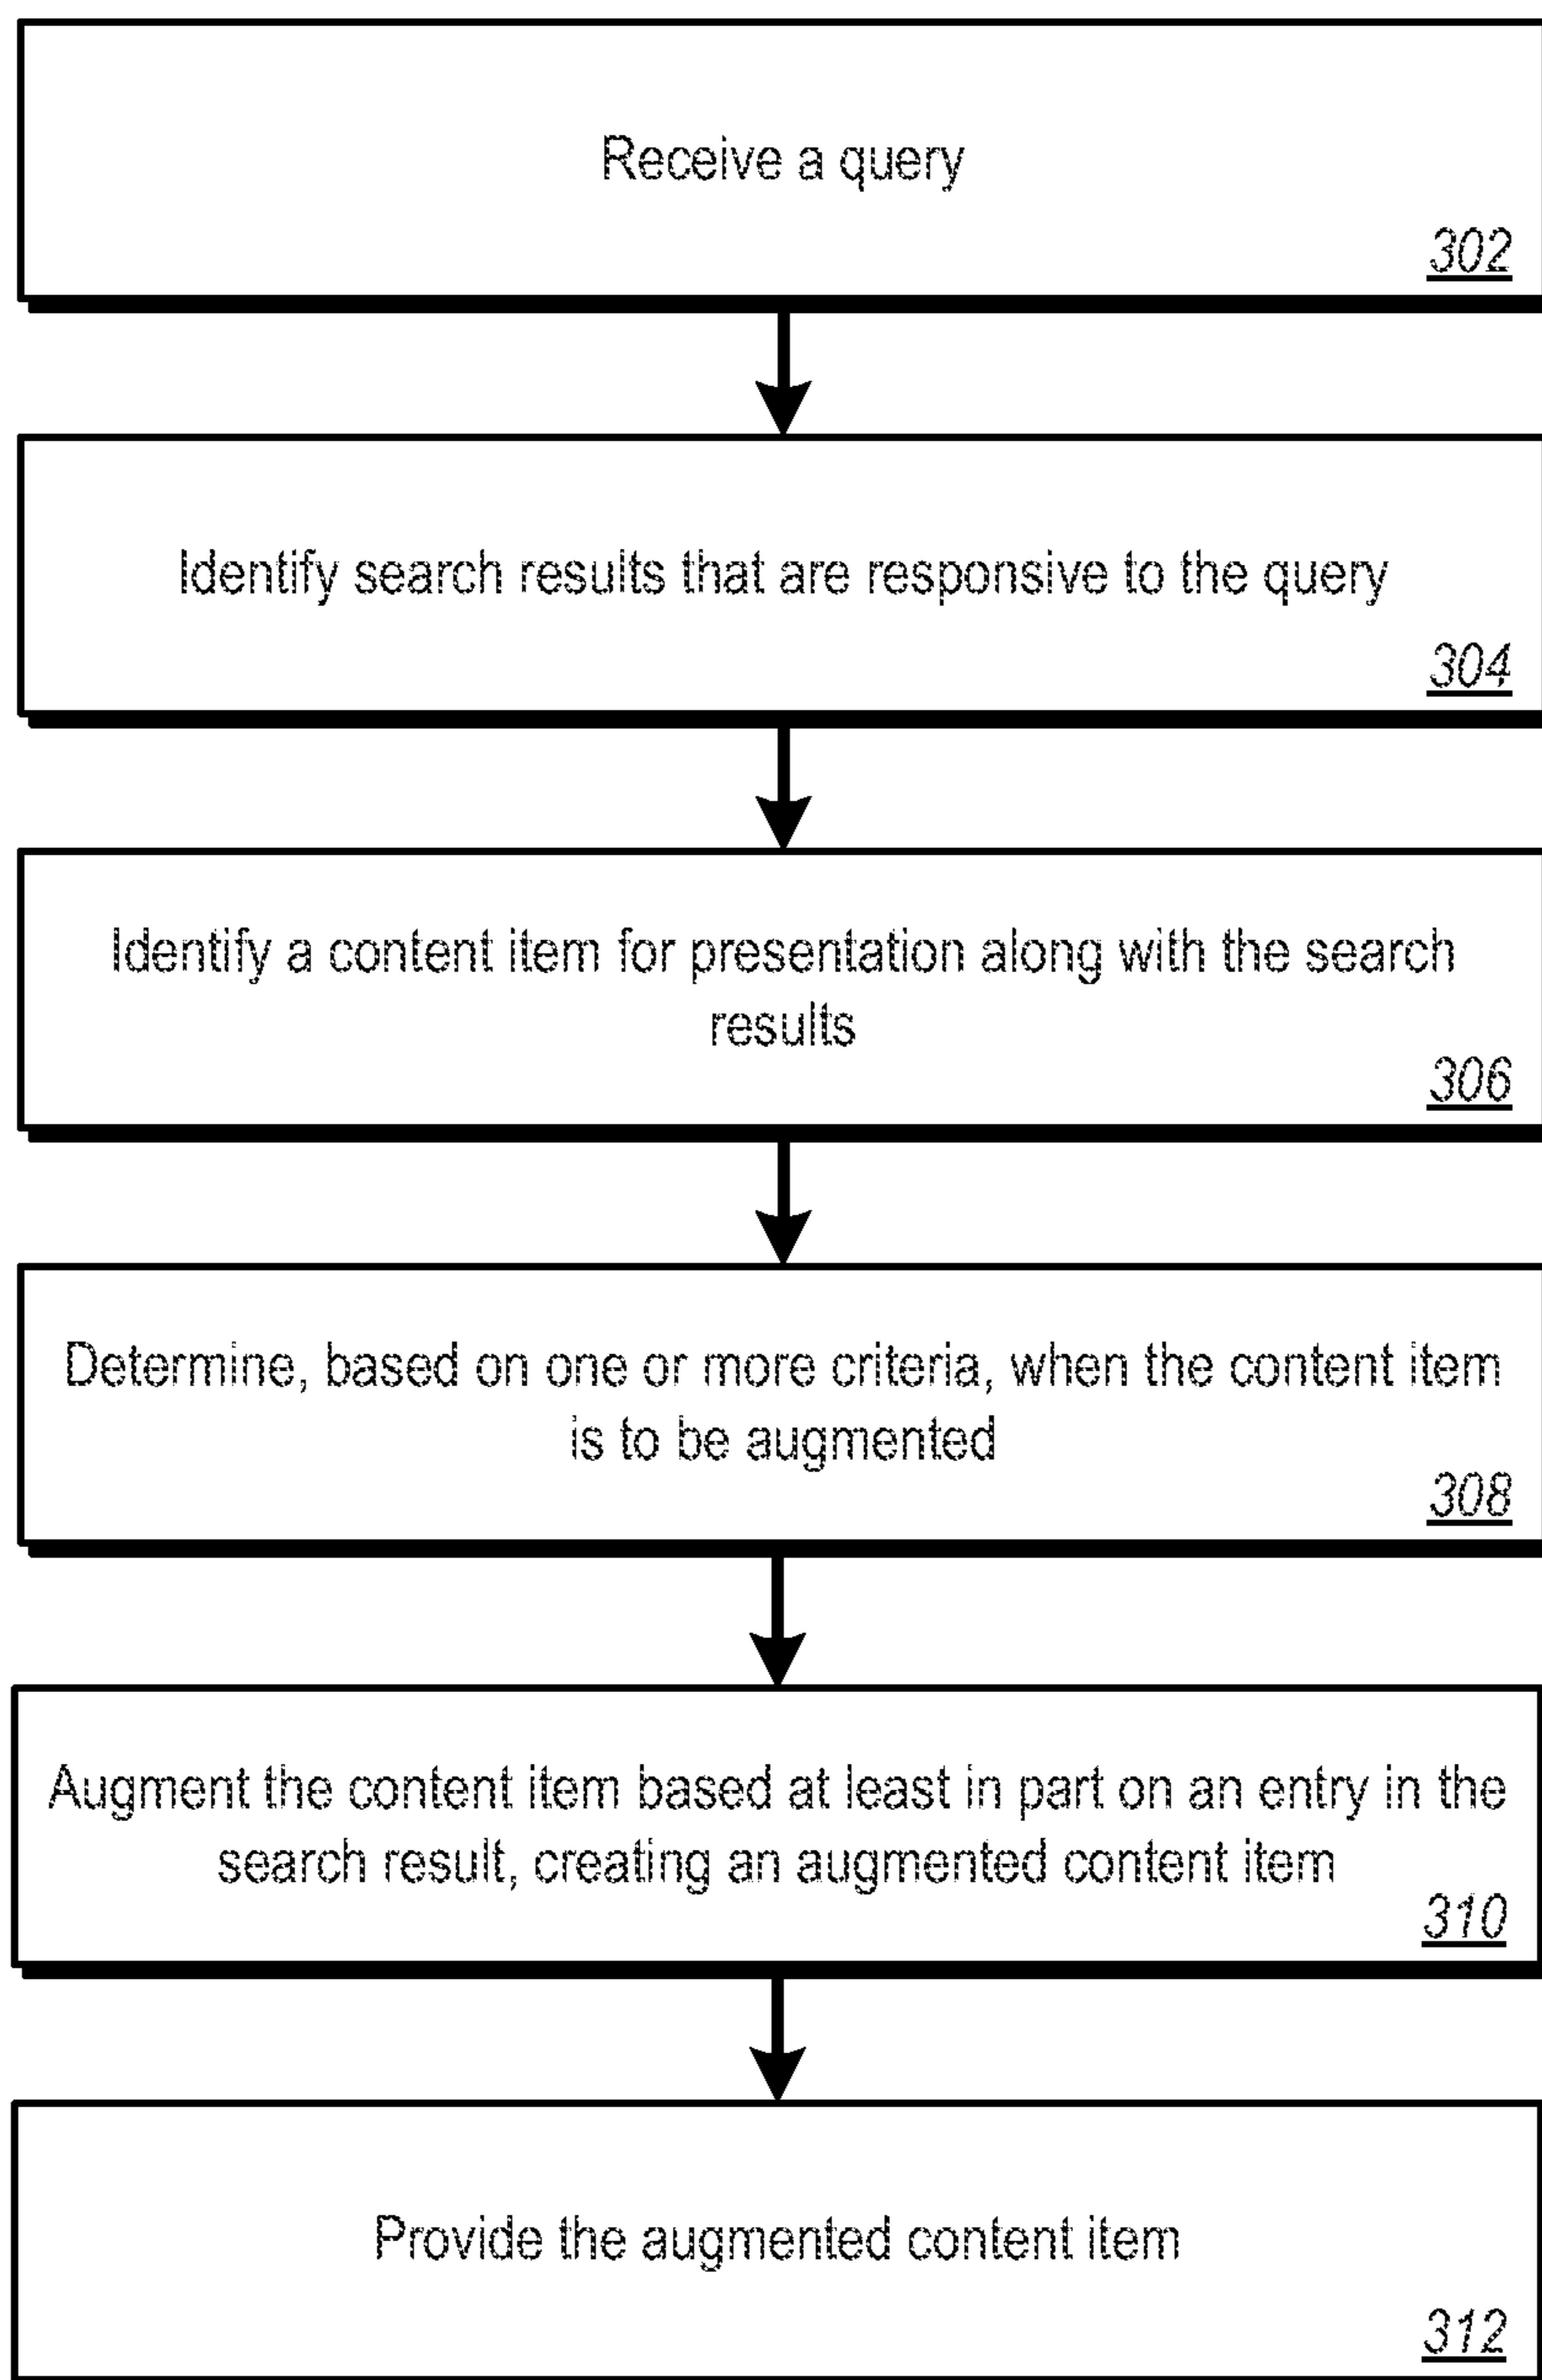 Receive a query
302
Identify search results that are responsive to the query
304
Identify a content item for presentation along with the search
results
306
Determine, based on one or more criteria, when the content item
is to be augmented
308
Augment the content item based at least in part on an entry in the
search result, creating an augmented content item
310
Provide the augmented content item
312